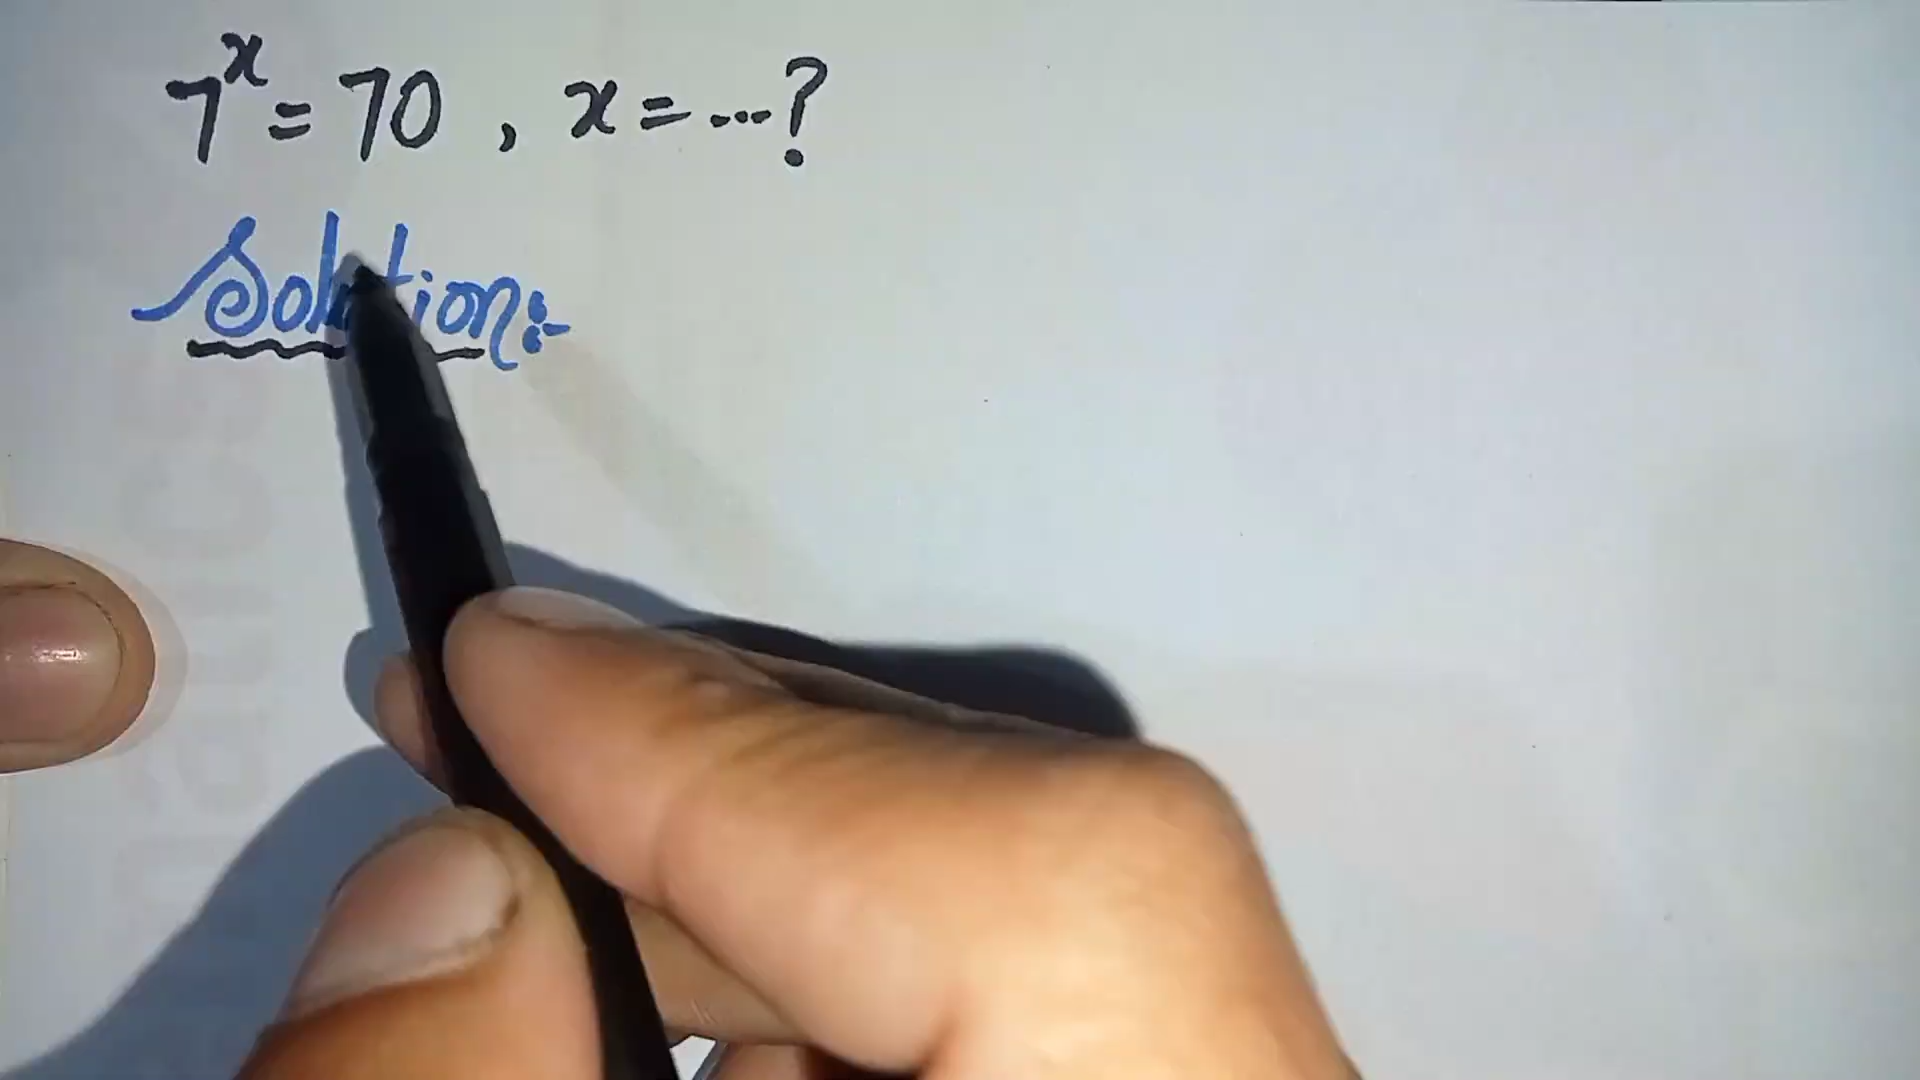 7^x = 70 , x = ...?
Solution:-